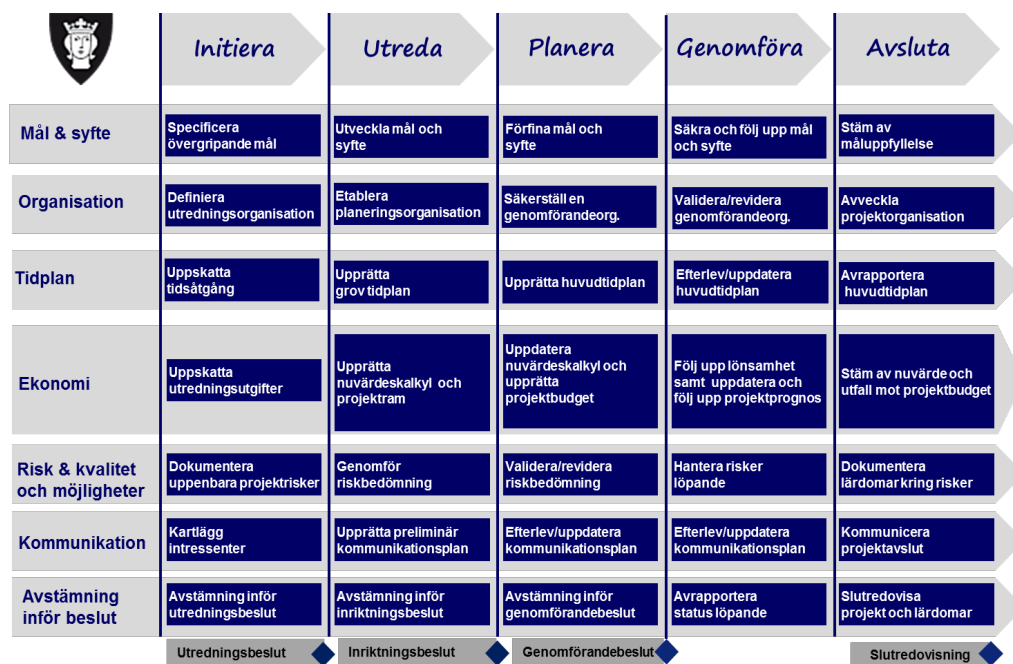 Initiera
Utreda
Planera
Genomföra
Avsluta
Mål & syfte
Specificera
övergripande mål
Utveckla mål och
syfte
Förfina mål och
syfte
Säkra och följ upp mål
och syfte
Stäm av
måluppfyllelse
Organisation
Definiera
utredningsorganisation
Etablera
planeringsorganisation
Säkerställ en
genomförandeorg.
Validera/revidera
genomförandeorg.
Avveckla
projektorganisation
Tidplan
Uppskatta
tidsåtgång
Upprätta
grov tidplan
Upprätta huvudtidplan
Efterlev/uppdatera
huvudtidplan
Avrapportera
huvudtidplan
Ekonomi
Uppskatta
utredningsutgifter
Upprätta
nuvärdeskalkyl och
projektram
Uppdatera
nuvärdeskalkyl och
upprätta
projektbudget
Följ upp lönsamhet
samt uppdatera och
följ upp projektprognos
Stäm av nuvärde och
utfall mot projektbudget
Risk & kvalitet
och möjligheter
Dokumentera
uppenbara projektrisker
Genomför
riskbedömning
Validera/revidera
riskbedömning
Hantera risker
löpande
Dokumentera
lärdomar kring risker
Kommunikation
Kartlägg
intressenter
Upprätta preliminär
kommunikationsplan
Efterlev/uppdatera
kommunikationsplan
Efterlev/uppdatera
kommunikationsplan
Kommunicera
projektavslut
Avstämning
inför beslut
Avstämning inför
utredningsbeslut
Avstämning inför
inriktningsbeslut
Avstämning inför
genomförandebeslut
Avrapportera
status löpande
Slutredovisa
projekt och lärdomar
Utredningsbeslut
Inriktningsbeslut
Genomförandebeslut
Slutredovisning